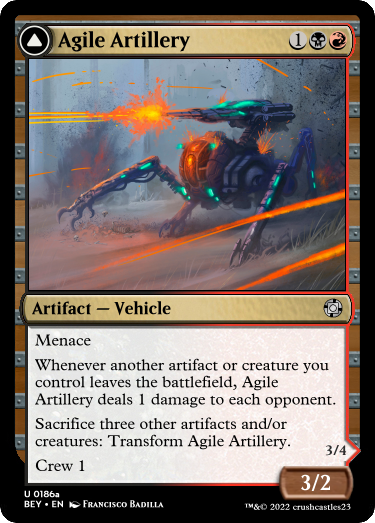 Agile Artillery 1
Artifact — Vehicle
Menace
Whenever another artifact or creature you
control leaves the battlefield, Agile
Artillery deals 1 damage to each opponent.
Sacrifice three other artifacts and/or
creatures: Transform Agile Artillery.
3/4
Crew 1
3/2
U 0186a
BEY • EN Francisco Badilla
™&© 2022 crushcastles23